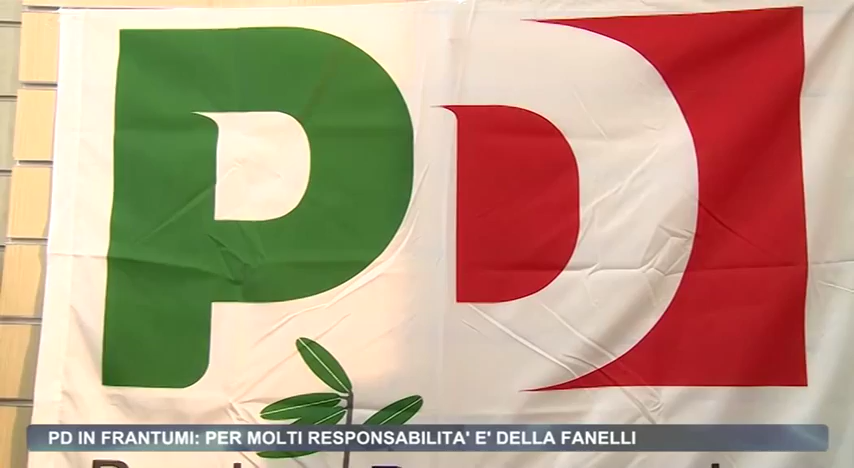 PD
PD IN FRANTUMI: PER MOLTI RESPONSABILITA' E' DELLA FANELLI